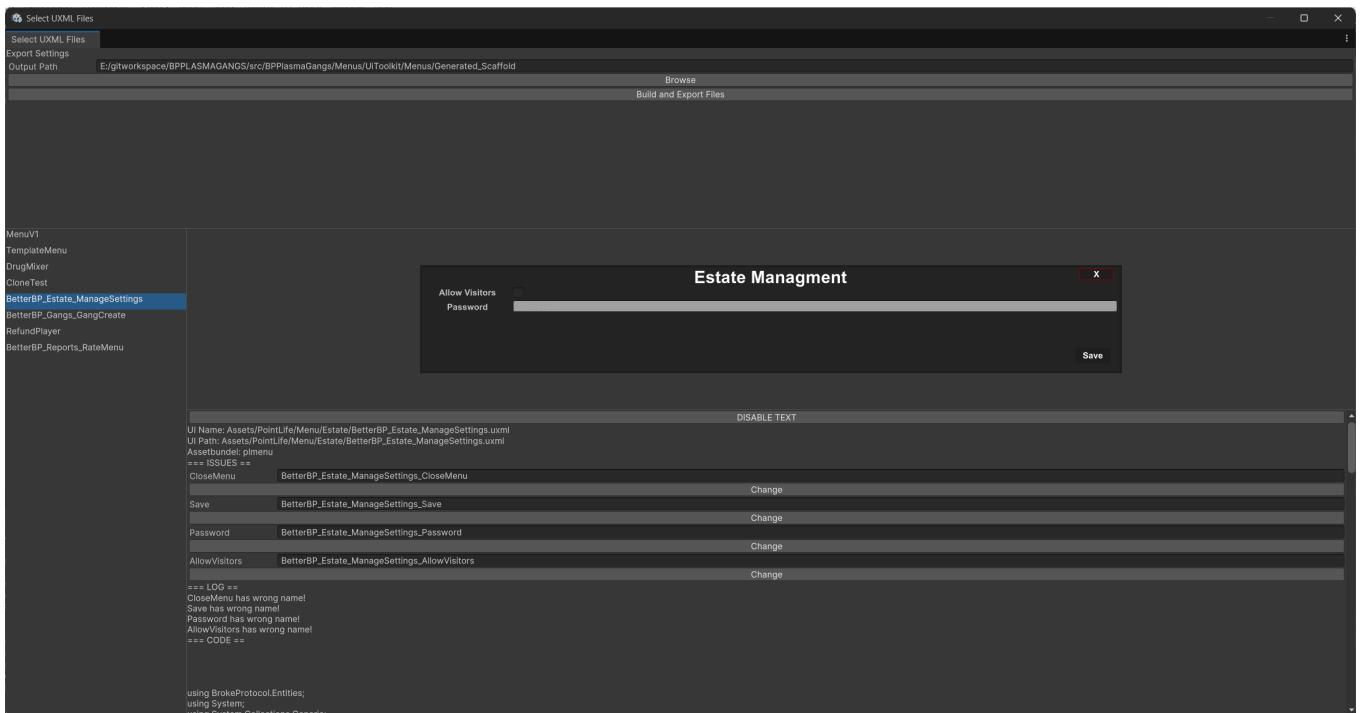 Select UXML Files
Select UXML Files
Export Settings
Output Path E:/gitworkspace/BPPLASMAGANGS/src/BPPlasmaGangs/Menus/UiToolkit/Menus/Generated_Scaffold
Browse
Build and Export Files
MenuV1
TemplateMenu
DrugMixer
CloneTest
BetterBP_Estate_ManageSettings
BetterBP_Gangs_GangCreate
RefundPlayer
BetterBP_Reports_RateMenu
Estate Managment
X
Allow Visitors
Password
Save
DISABLE TEXT
UI Name: Assets/PointLife/Menu/Estate/BetterBP_Estate_ManageSettings.uxml
UI Path: Assets/PointLife/Menu/Estate/BetterBP_Estate_ManageSettings.uxml
Assetbundel: plmenu
=== ISSUES ==
CloseMenu BetterBP_Estate_ManageSettings_CloseMenu
Change
Save BetterBP_Estate_ManageSettings_Save
Change
Password BetterBP_Estate_ManageSettings_Password
Change
AllowVisitors BetterBP_Estate_ManageSettings_AllowVisitors
Change
=== LOG ==
CloseMenu has wrong name!
Save has wrong name!
Password has wrong name!
AllowVisitors has wrong name!
=== CODE ==
using BrokeProtocol.Entities;
using System;
using System.Collections.Generic;